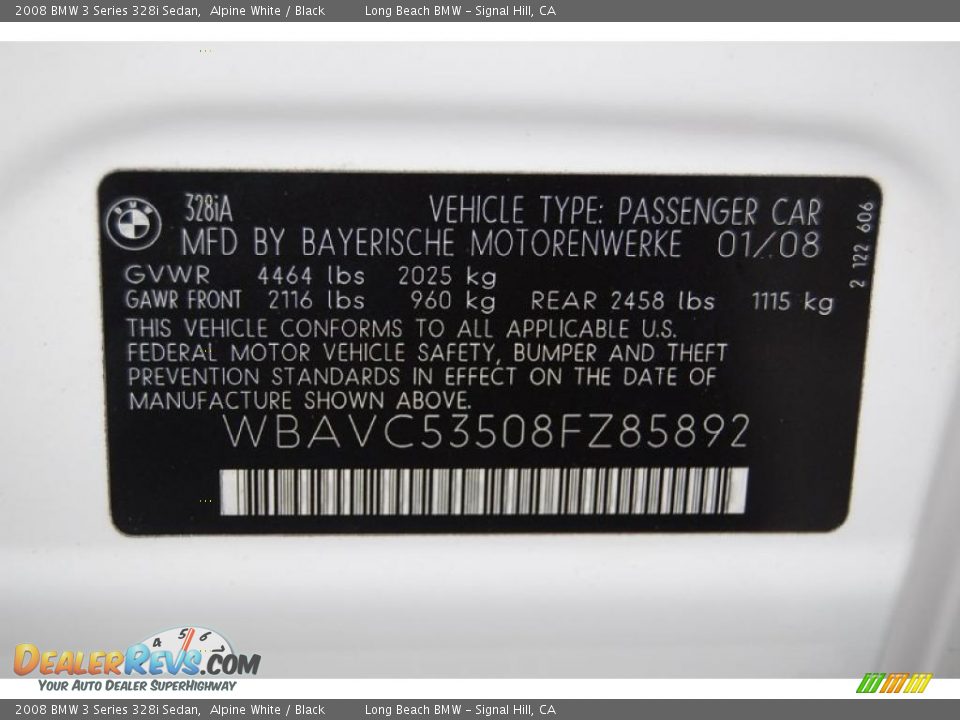 2008 BMW 3 Series 328i Sedan, Alpine White / Black Long Beach BMW – Signal Hill, CA
328iA VEHICLE TYPE: PASSENGER CAR
MFD BY BAYERISCHE MOTORENWERKE 01/08
GVWR 4464 lbs 2025 kg
GAWR FRONT 2116 lbs 960 kg REAR 2458 lbs 1115 kg
2 122 606
THIS VEHICLE CONFORMS TO ALL APPLICABLE U.S.
FEDERAL MOTOR VEHICLE SAFETY, BUMPER AND THEFT
PREVENTION STANDARDS IN EFFECT ON THE DATE OF
MANUFACTURE SHOWN ABOVE.
WBAVC53508FZ85892
4 5 6 7
DEALERREVS.COM
YOUR AUTO DEALER SUPERHIGHWAY
2008 BMW 3 Series 328i Sedan, Alpine White / Black Long Beach BMW – Signal Hill, CA